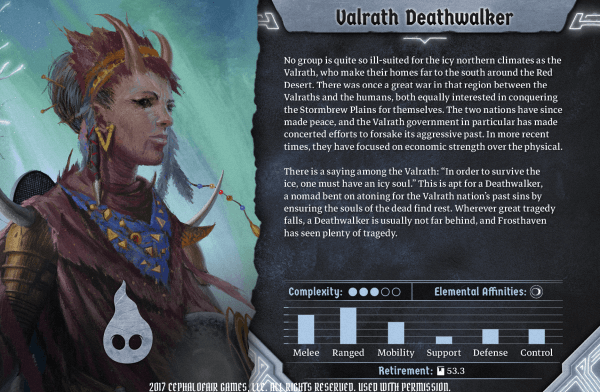 Valrath Deathwalker
No group is quite so ill-suited for the icy northern climates as the
Valrath, who make their homes far to the south around the Red
Desert. There was once a great war in that region between the
Valraths and the humans, both equally interested in conquering
the Stormbrew Plains for themselves. The two nations have since
made peace, and the Valrath government in particular has made
concerted efforts to forsake its aggressive past. In more recent
times, they have focused on economic strength over the physical.
There is a saying among the Valrath: “In order to survive the
ice, one must have an icy soul.” This is apt for a Deathwalker,
a nomad bent on atoning for the Valrath nation's past sins by
ensuring the souls of the dead find rest. Wherever great tragedy
falls, a Deathwalker is usually not far behind, and Frosthaven
has seen plenty of tragedy.
Complexity: Elemental Affinities:
Melee Ranged Mobility Support Defense Control
Retirement: 53.3
2017 CEPHALOFAIR GAMES, LLC. ALL RIGHTS RESERVED. USED WITH PERMISSION.